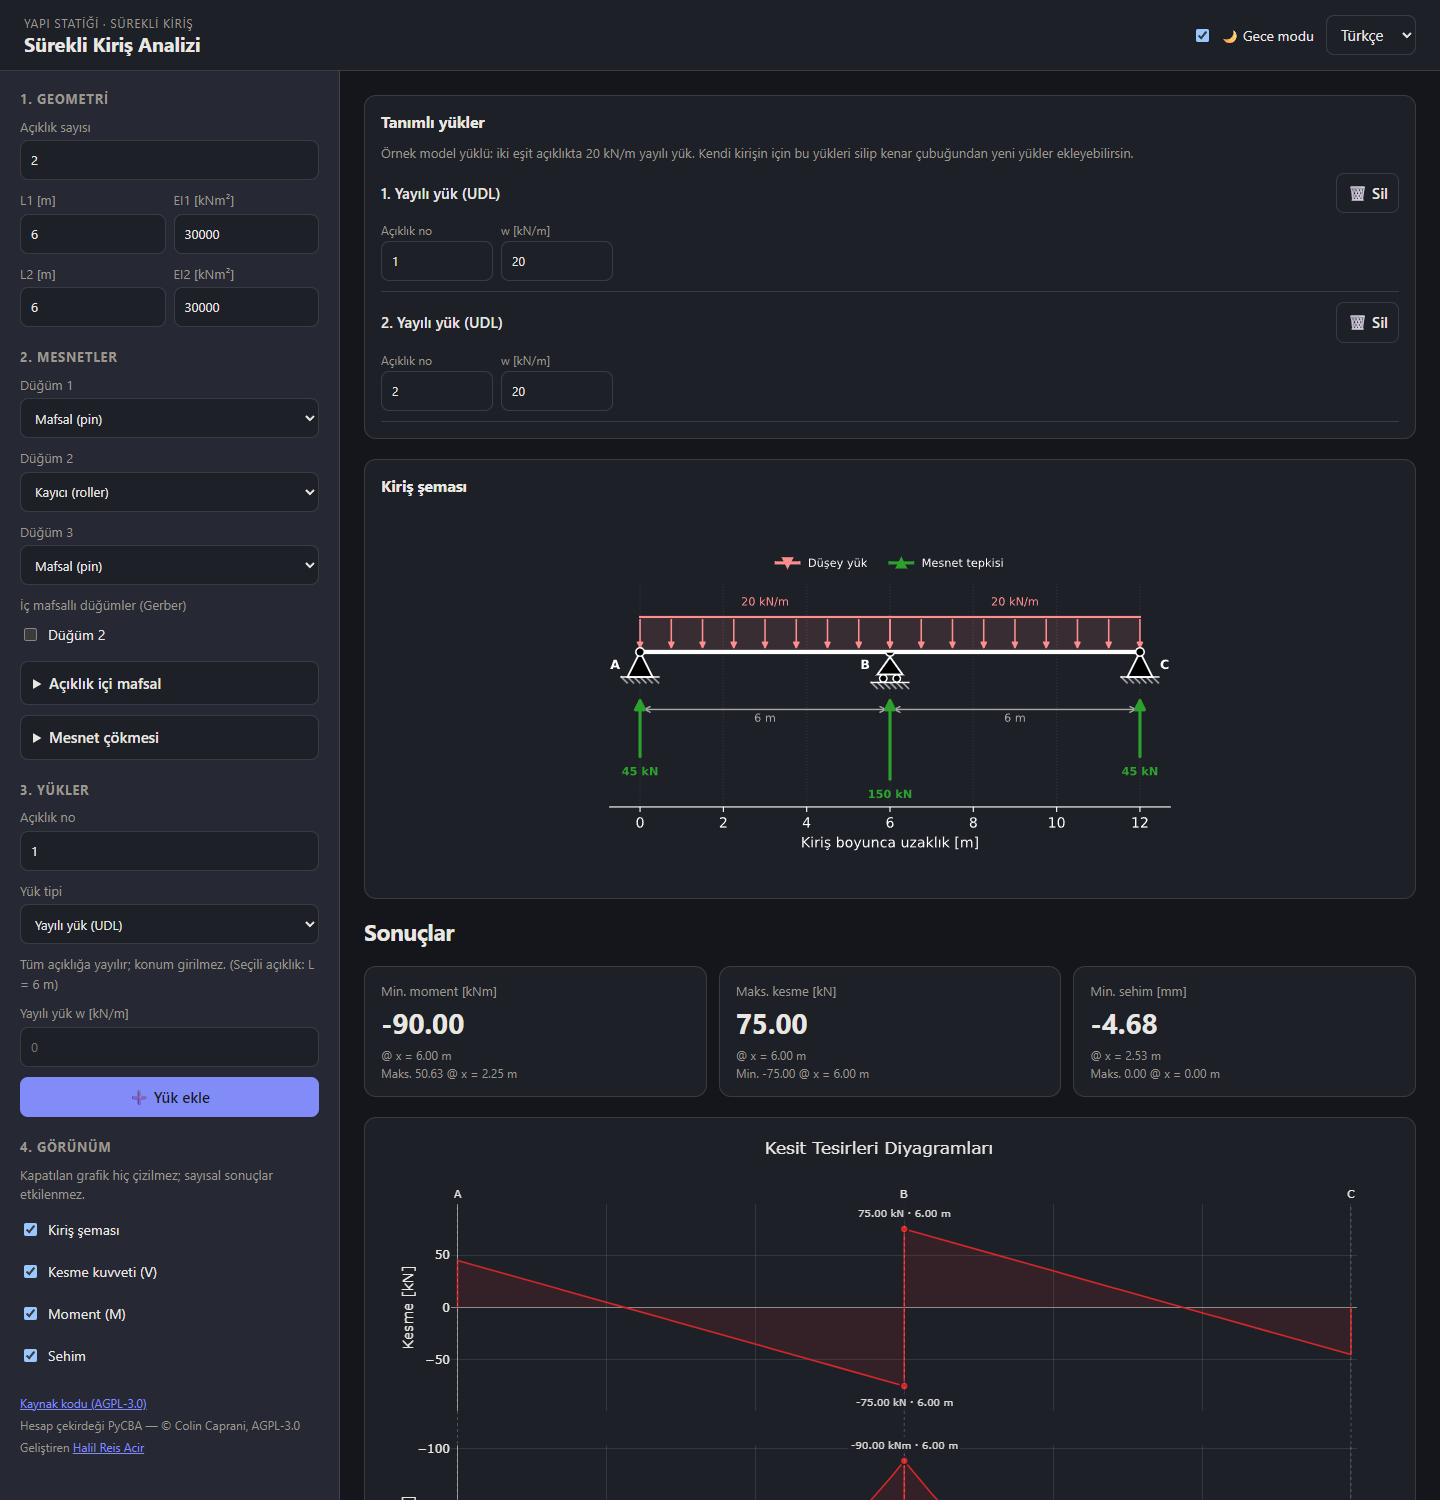 YAPI STATİĞİ · SÜREKLİ KİRİŞ
Sürekli Kiriş Analizi
Gece modu
Türkçe
1. GEOMETRİ
Açıklık sayısı
2
L1 [m]
EI1 [kNm²]
6
30000
L2 [m]
EI2 [kNm²]
6
30000
2. MESNETLER
Düğüm 1
Mafsal (pin)
Düğüm 2
Kayıcı (roller)
Düğüm 3
Mafsal (pin)
İç mafsallı düğümler (Gerber)
Düğüm 2
Açıklık içi mafsal
Mesnet çökmesi
3. YÜKLER
Açıklık no
1
Yük tipi
Yayılı yük (UDL)
Tüm açıklığa yayılır; konum girilmez. (Seçili açıklık: L
= 6 m)
Yayılı yük w [kN/m]
0
Yük ekle
4. GÖRÜNÜM
Kapatılan grafik hiç çizilmez; sayısal sonuçlar
etkilenmez.
Kiriş şeması
Kesme kuvveti (V)
Moment (M)
Sehim
Kaynak kodu (AGPL-3.0)
Hesap çekirdeği PyCBA — © Colin Caprani, AGPL-3.0
Geliştiren Halil Reis Acir
Tanımlı yükler
Örnek model yüklü: iki eşit açıklıkta 20 kN/m yayılı yük. Kendi kirişin için bu yükleri silip kenar çubuğundan yeni yükler ekleyebilirsin.
1. Yayılı yük (UDL)
Sil
Açıklık no
w [kN/m]
1
20
2. Yayılı yük (UDL)
Sil
Açıklık no
w [kN/m]
2
20
Kiriş şeması
Düşey yük
Mesnet tepkisi
20 kN/m
20 kN/m
A
B
C
6 m
6 m
45 kN
45 kN
150 kN
0 2 4 6 8 10 12
Kiriş boyunca uzaklık [m]
Sonuçlar
Min. moment [kNm]
-90.00
@ x = 6.00 m
Maks. 50.63 @ x = 2.25 m
Maks. kesme [kN]
75.00
@ x = 6.00 m
Min. -75.00 @ x = 6.00 m
Min. sehim [mm]
-4.68
@ x = 2.53 m
Maks. 0.00 @ x = 0.00 m
Kesit Tesirleri Diyagramları
A
B
C
75.00 kN · 6.00 m
50
0
−50
Kesme [kN]
-75.00 kN · 6.00 m
-90.00 kNm · 6.00 m
−100